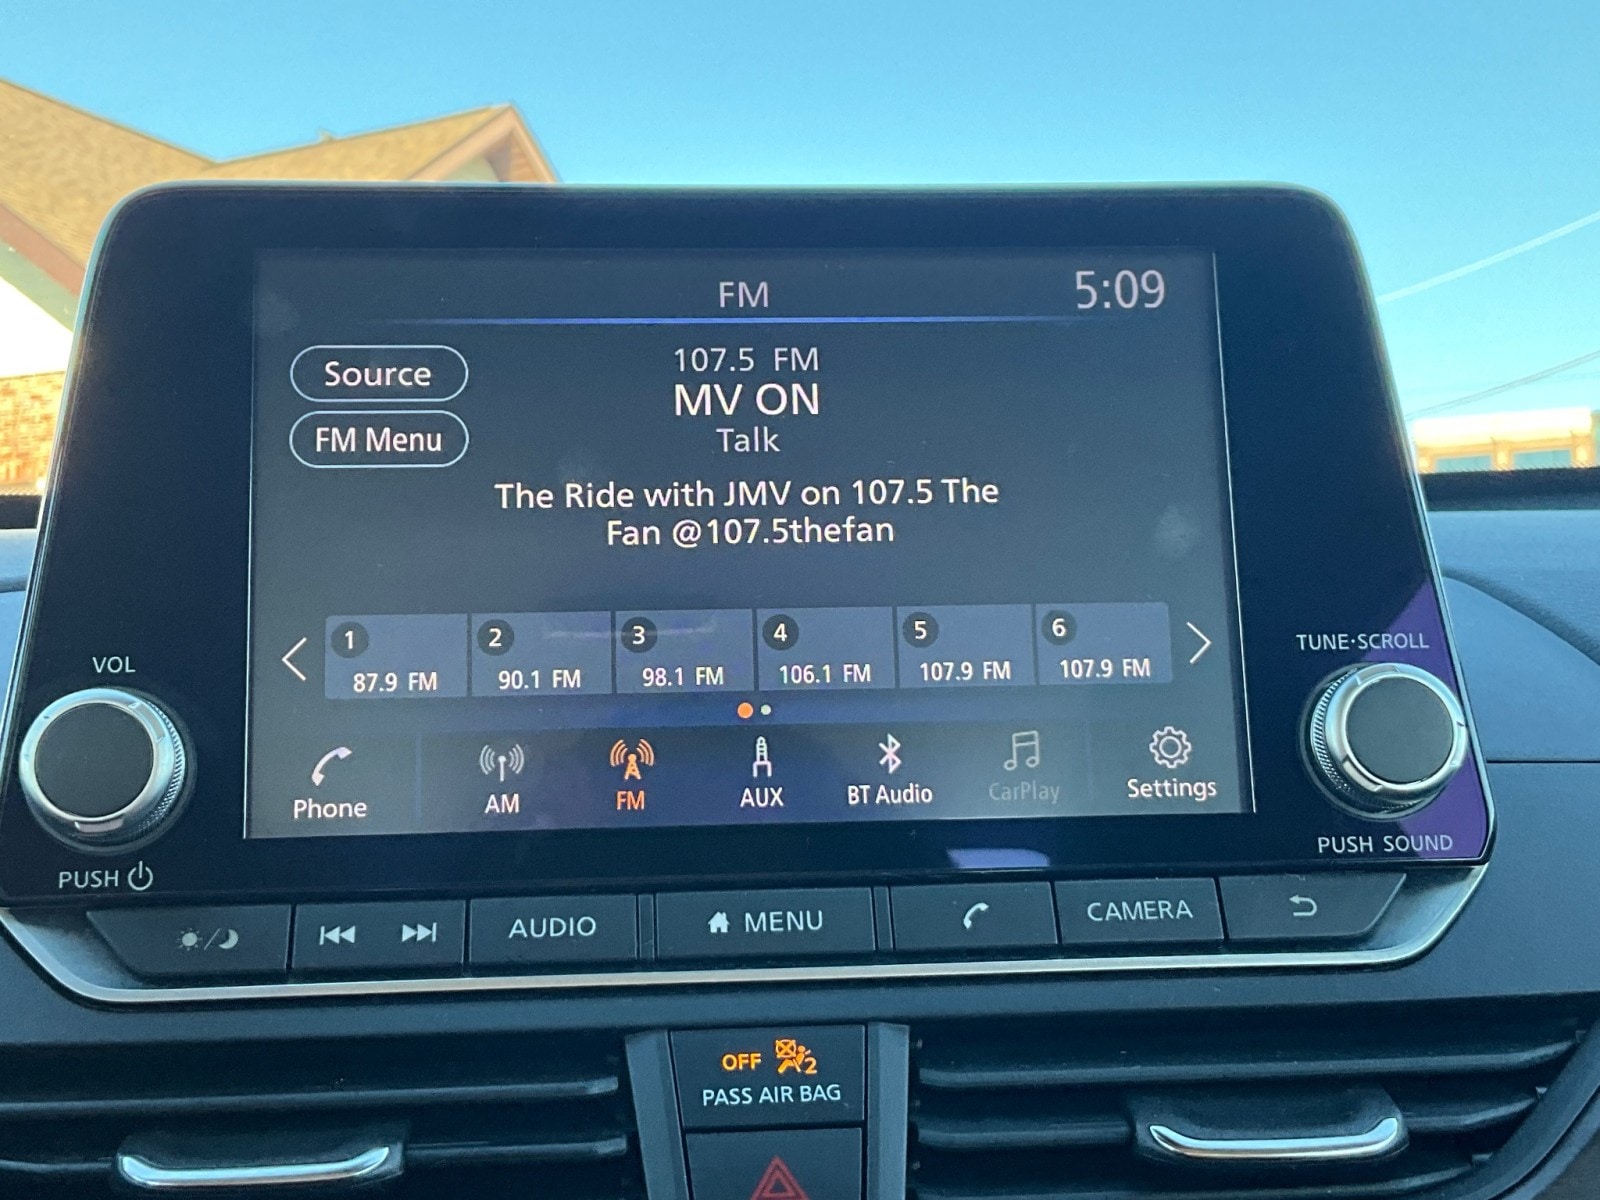 FM
5:09
Source
107.5 FM
MV ON
FM Menu
Talk
The Ride with JMV on 107.5 The
Fan @107.5thefan
1
2
3
4
5
6
87.9 FM
90.1 FM
98.1 FM
106.1 FM
107.9 FM
107.9 FM
VOL
TUNE·SCROLL
Phone
AM
FM
AUX
BT Audio
CarPlay
Settings
PUSH
PUSH SOUND
AUDIO
MENU
CAMERA
OFF
2
PASS AIR BAG